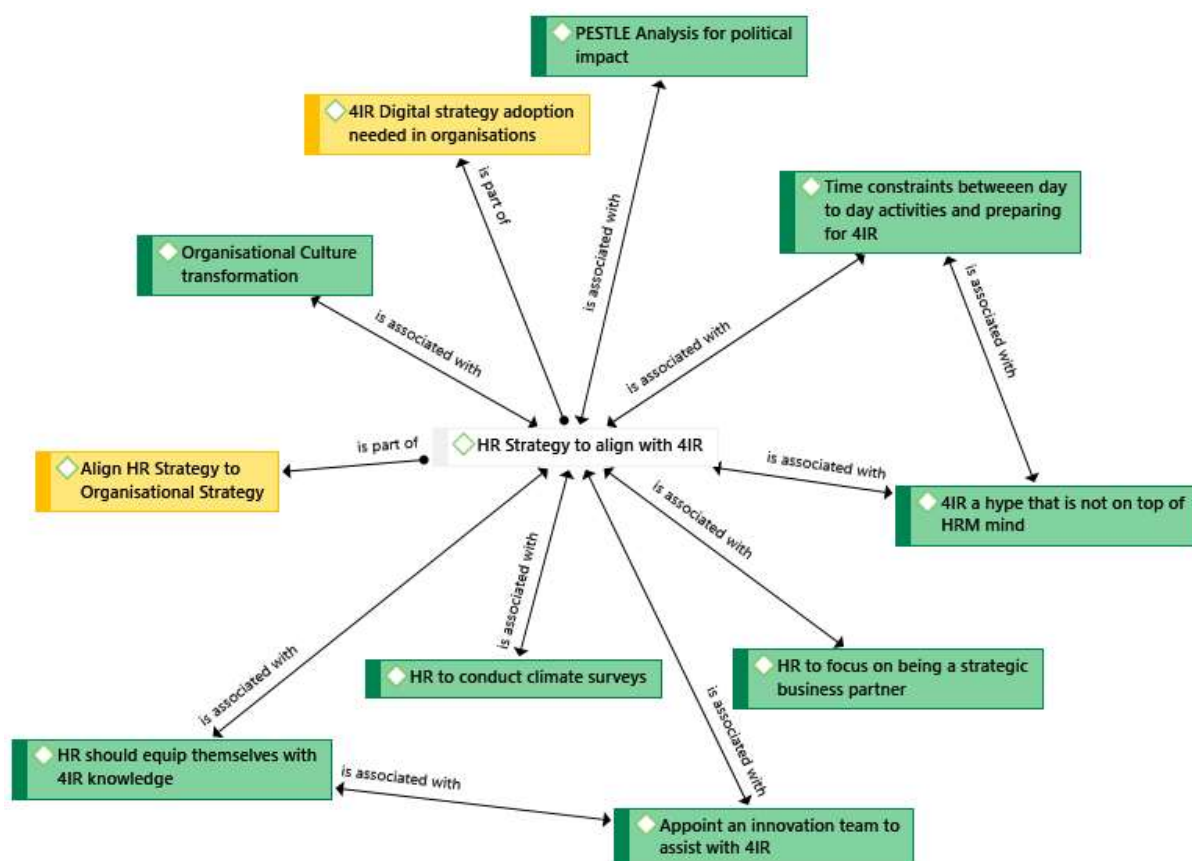 PESTLE Analysis for political
impact
4IR Digital strategy adoption
needed in organisations
is part of
is associated with
Time constraints betweeen day
to day activities and preparing
for 4IR
Organisational Culture
transformation
is associated with
is associated with
is associated with
HR Strategy to align with 4IR
is part of
Align HR Strategy to
Organisational Strategy
is associated with
4IR a hype that is not on top of
HRM mind
is associated with
is associated with
HR to conduct climate surveys
HR to focus on being a strategic
business partner
is associated with
is associated with
HR should equip themselves with
4IR knowledge
is associated with
Appoint an innovation team to
assist with 4IR